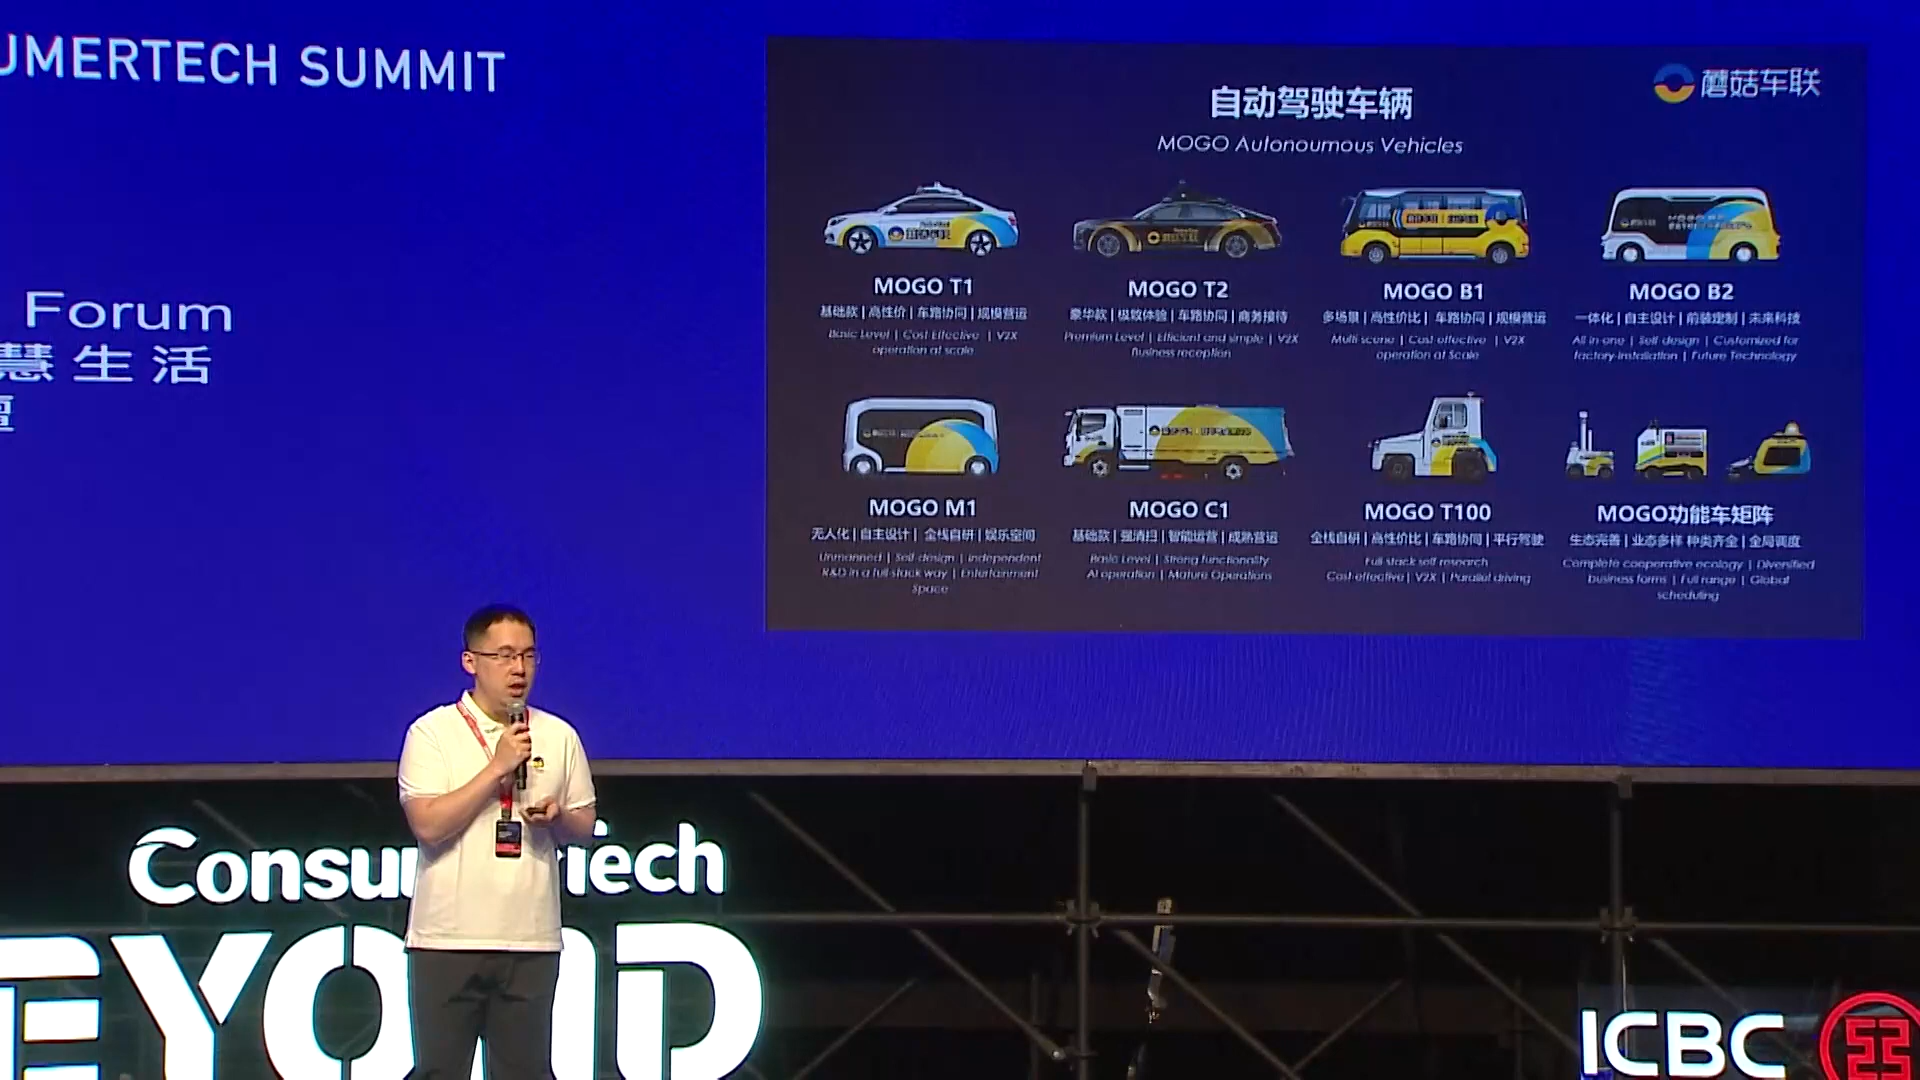 UMERTECH SUMMIT
Forum
慧生活
壇
蘑菇车联
自动驾驶车辆
MOGO Autonoumous Vehicles
MOGO T1
基础款 | 高性价 | 车路协同 | 规模营运
Basic Level | Cost Effective | V2X
operation at scale
MOGO T2
豪华款 | 极致体验 | 车路协同 | 商务接待
Premium Level | Efficient and simple | V2X
Business reception
MOGO B1
多场景 | 高性价比 | 车路协同 | 规模营运
Multi scene | Cost effective | V2X
operation at Scale
MOGO B2
一体化 | 自主设计 | 前装定制 | 未来科技
All in one | Self design | Customized for
factory-installation | Future Technology
MOGO M1
无人化 | 自主设计 | 全栈自研 | 娱乐空间
Unmanned | Self-design | Independent
R&D in a full-stack way | Entertainment
Space
MOGO C1
基础款 | 强清扫 | 智能运营 | 成熟营运
Basic Level | Strong functionality
AI operation | Mature Operations
MOGO T100
全栈自研 | 高性价比 | 车路协同 | 平行驾驶
Full stack self research
Cost-effective | V2X | Parallel driving
MOGO功能车矩阵
生态完善 | 业态多样 种类齐全 | 全局调度
Complete cooperative ecology | Diversified
business forms | Full range | Global
scheduling
Consu Tech
EYOND
ICBC